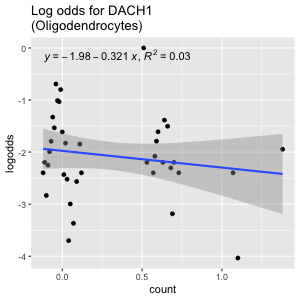 Log odds for DACH1
(Oligodendrocytes)
y = −1.98 − 0.321 x, R² = 0.03
0
-1
-2
-3
-4
logodds
0.0 0.5 1.0
count